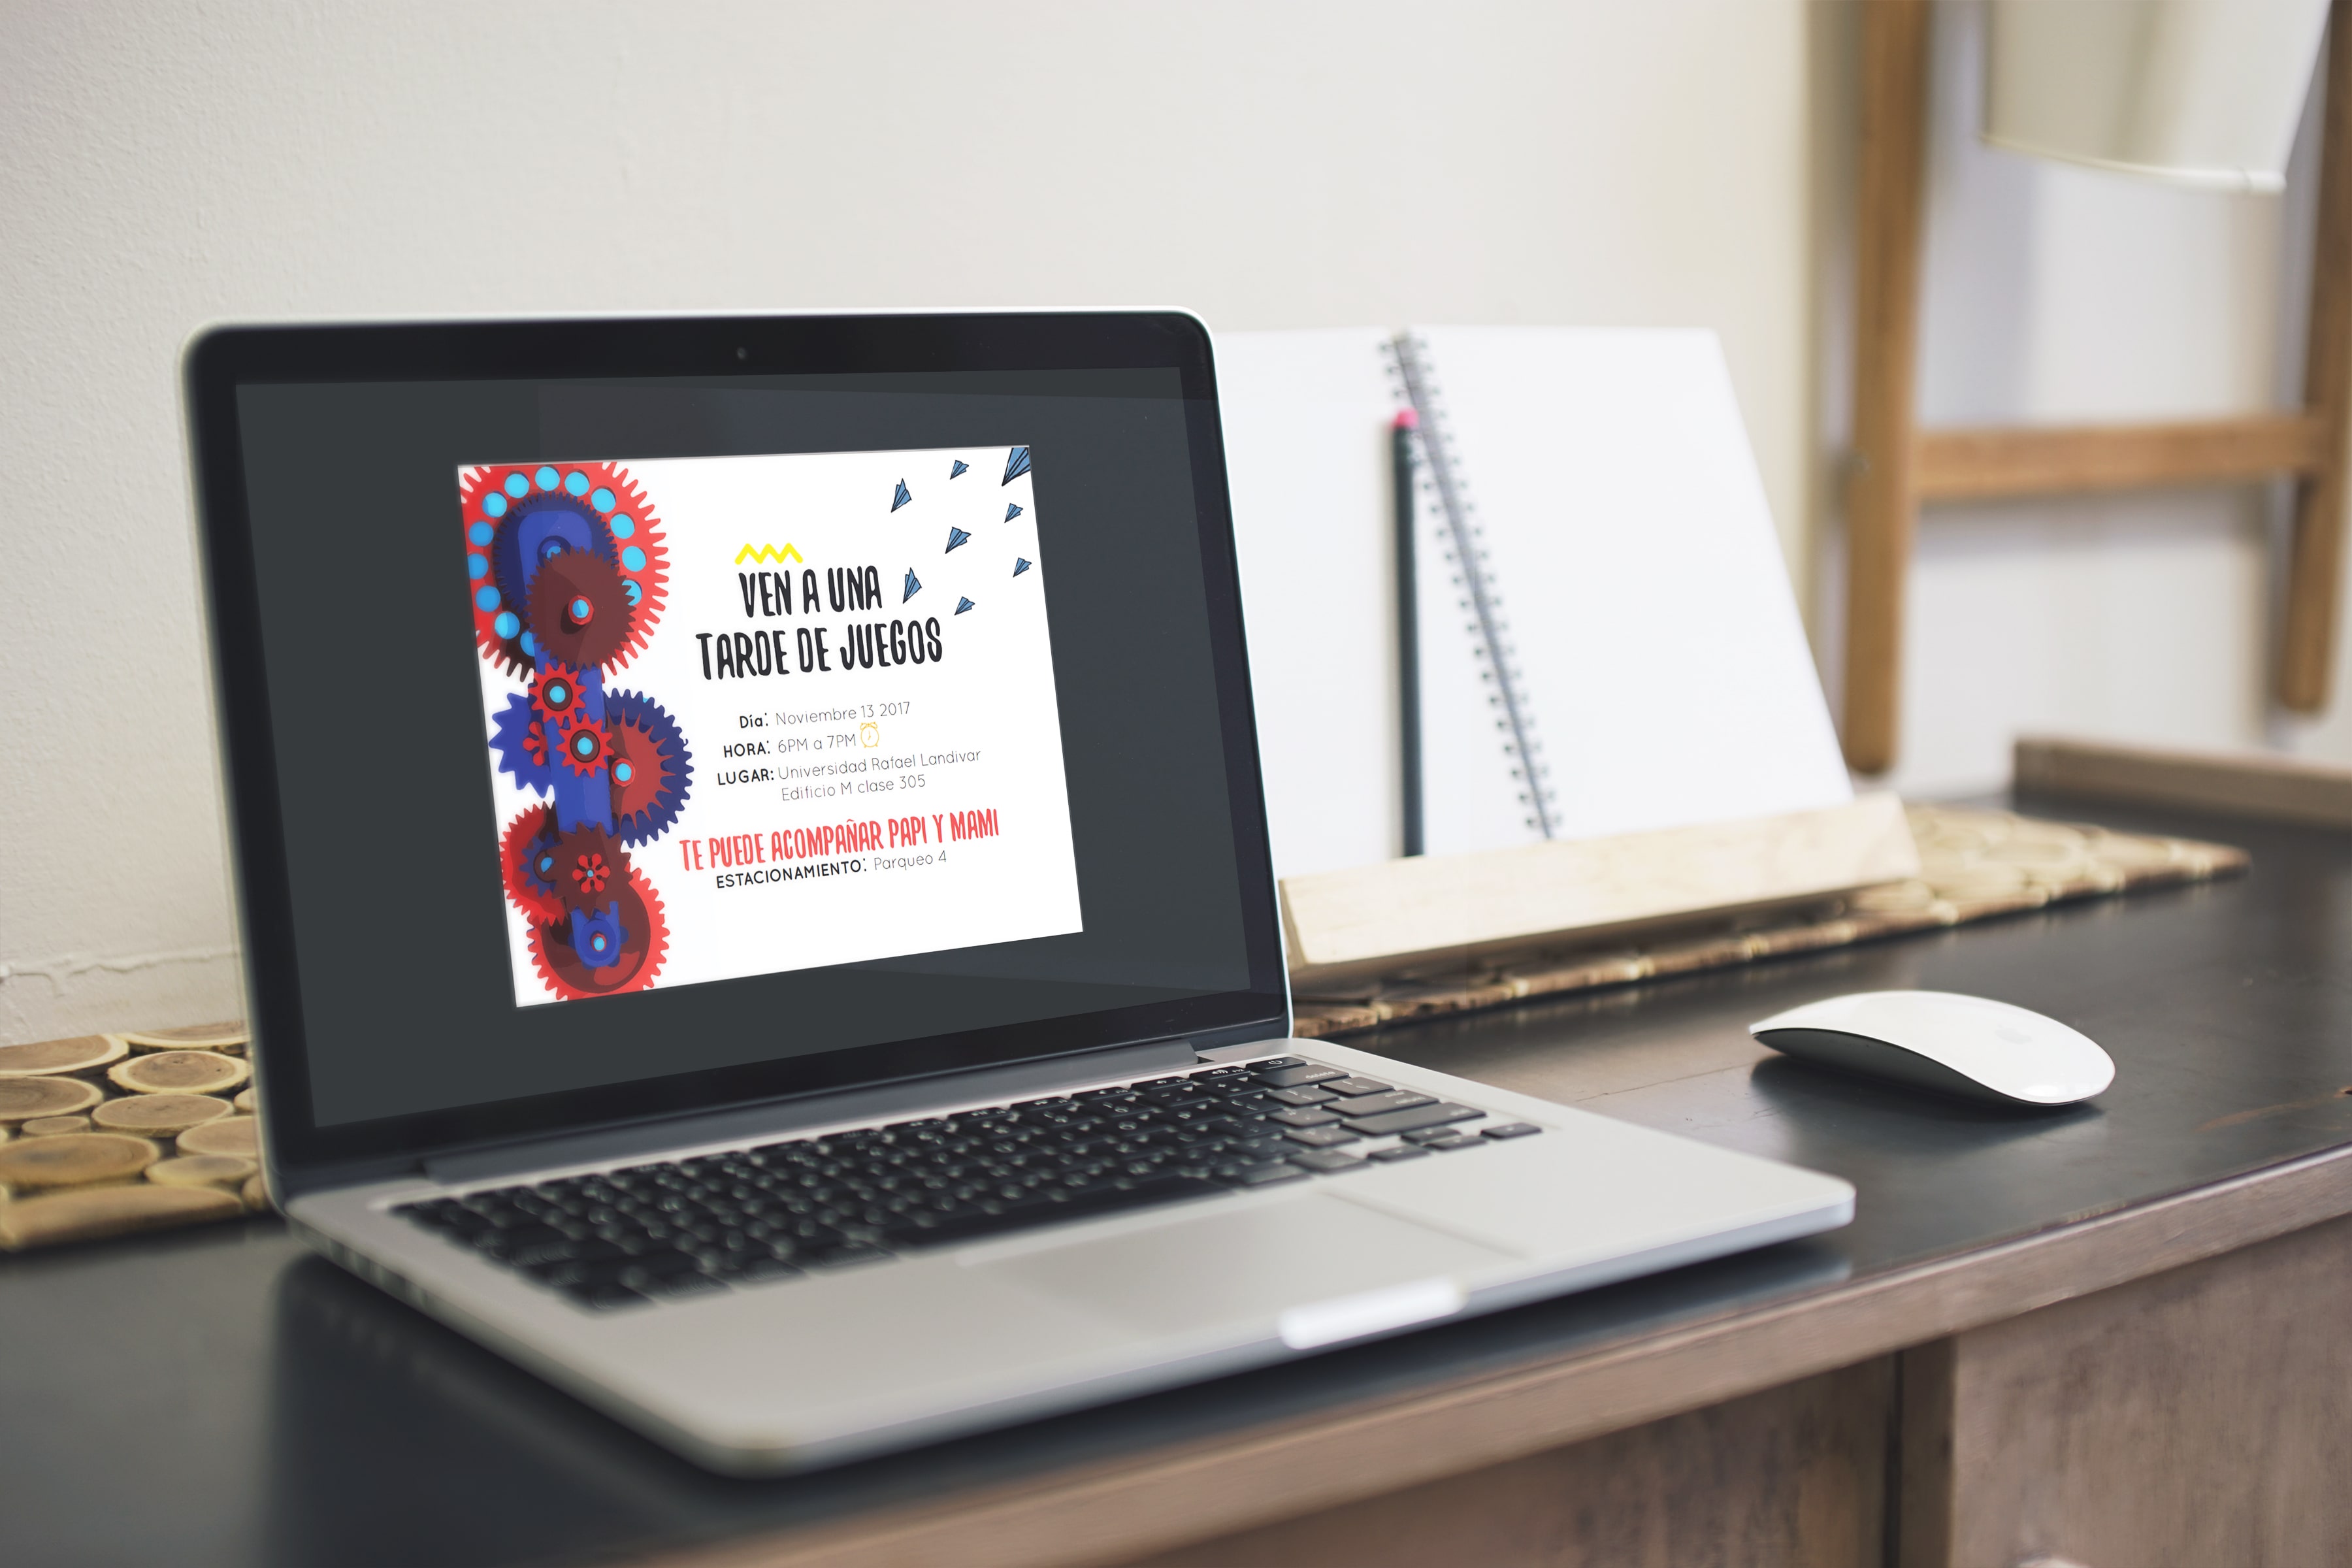 VEN A UNA
TARDE DE JUEGOS
Día: Noviembre 13 2017
HORA: 6PM a 7PM
LUGAR: Universidad Rafael Landivar
Edificio M clase 305
TE PUEDE ACOMPAÑAR PAPI Y MAMI
ESTACIONAMIENTO: Parqueo 4